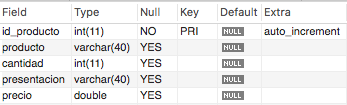 Field Type Null Key Default Extra
id_producto int(11) NO PRI NULL auto_increment
producto varchar(40) YES NULL
cantidad int(11) YES NULL
presentacion varchar(40) YES NULL
precio double YES NULL